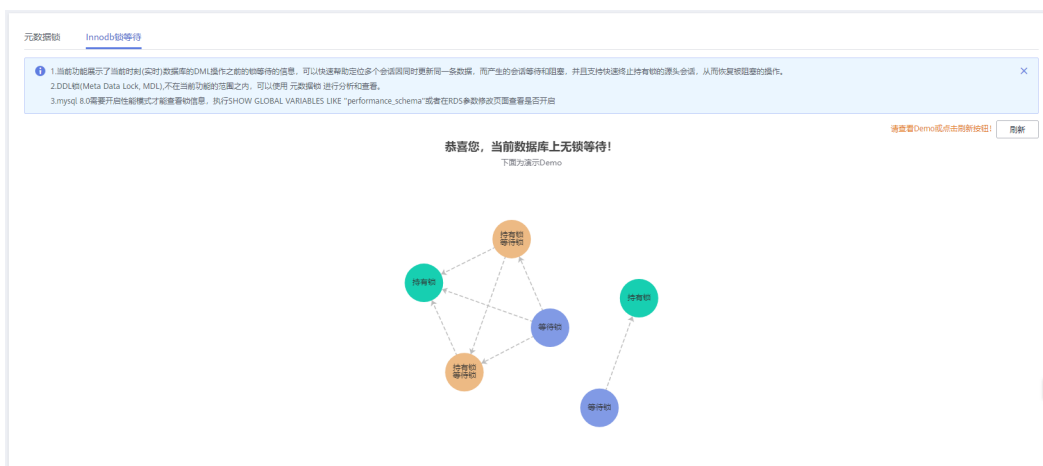 元数据锁 Innodb锁等待
1.当前功能展示了当前时刻(实时)数据库的DML操作之前的锁等待的信息，可以快速帮助定位多个会话因同时更新同一条数据，而产生的会话等待和阻塞，并且支持快速终止持有锁的源头会话，从而恢复被阻塞的操作。
2.DDL锁(Meta Data Lock, MDL),不在当前功能的范围之内，可以使用 元数据锁 进行分析和查看。
3.mysql 8.0需要开启性能模式才能查看锁信息，执行SHOW GLOBAL VARIABLES LIKE "performance_schema"或者在RDS参数修改页面查看是否开启
请查看Demo或点击刷新按钮! 刷新
恭喜您，当前数据库上无锁等待!
下面为演示Demo
持有锁
等待锁
持有锁
持有锁
等待锁
持有锁
等待锁
等待锁